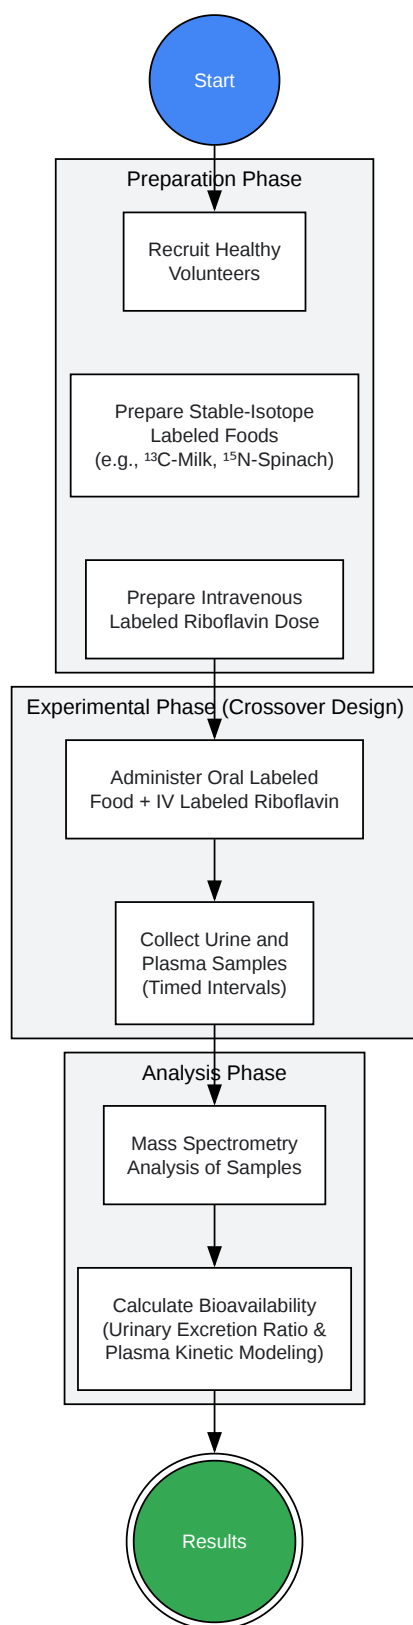 Start
Preparation Phase
Recruit Healthy
Volunteers
Prepare Stable-Isotope
Labeled Foods
(e.g., ¹³C-Milk, ¹⁵N-Spinach)
Prepare Intravenous
Labeled Riboflavin Dose
Experimental Phase (Crossover Design)
Administer Oral Labeled
Food + IV Labeled Riboflavin
Collect Urine and
Plasma Samples
(Timed Intervals)
Analysis Phase
Mass Spectrometry
Analysis of Samples
Calculate Bioavailability
(Urinary Excretion Ratio &
Plasma Kinetic Modeling)
Results